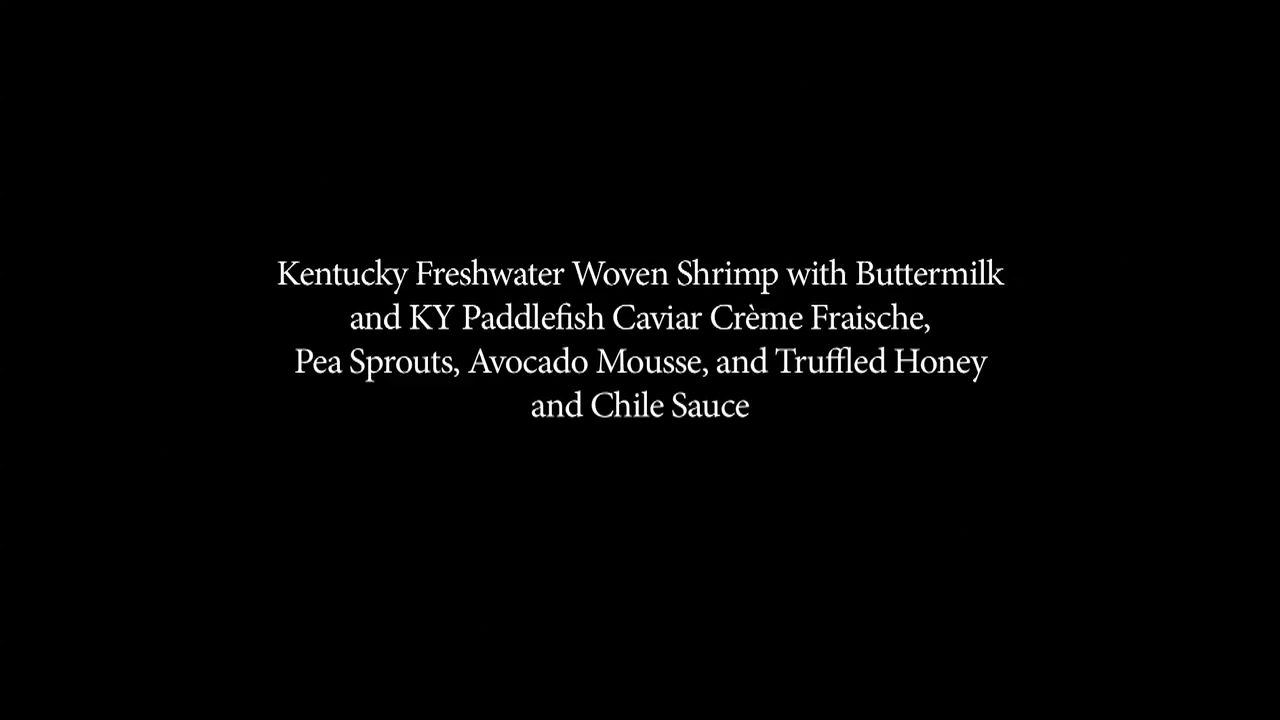 Kentucky Freshwater Woven Shrimp with Buttermilk
and KY Paddlefish Caviar Crème Fraische,
Pea Sprouts, Avocado Mousse, and Truffled Honey
and Chile Sauce